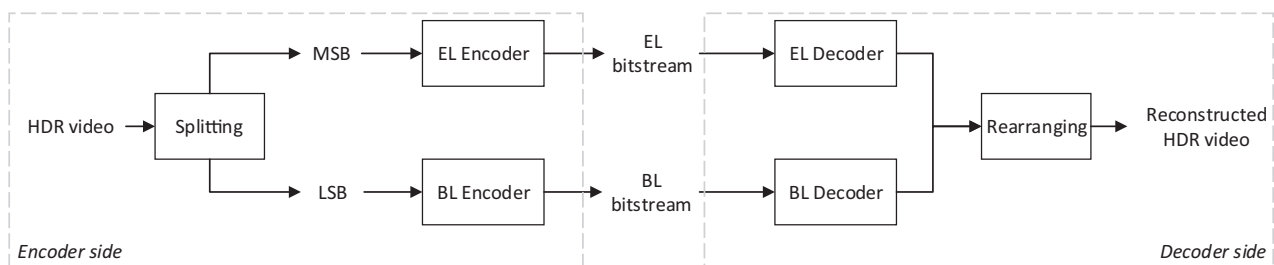 HDR video
Splitting
MSB
EL Encoder
EL
bitstream
EL Decoder
LSB
BL Encoder
BL
bitstream
BL Decoder
Rearranging
Reconstructed
HDR video
Encoder side
Decoder side